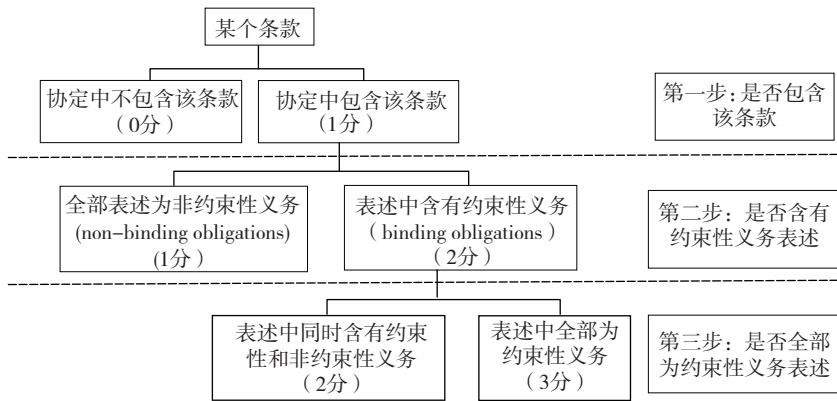 某个条款
协定中不包含该条款
（0分）
协定中包含该条款
（1分）
第一步：是否包含
该条款
全部表述为非约束性义务
(non-binding obligations)
（1分）
表述中含有约束性义务
（binding obligations）
（2分）
第二步：是否含有
约束性义务表述
表述中同时含有约束
性和非约束性义务
（2分）
表述中全部为
约束性义务
（3分）
第三步：是否全部
为约束性义务表述